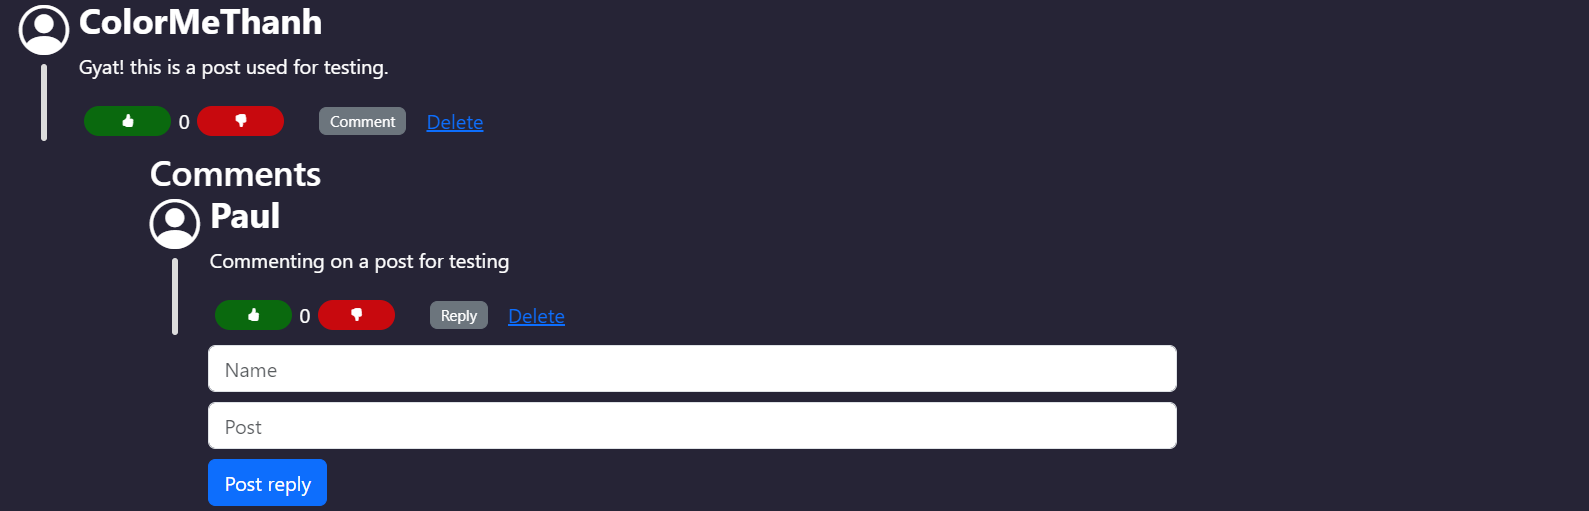 ColorMeThanh
Gyat! this is a post used for testing.
0 Comment Delete
Comments
Paul
Commenting on a post for testing
0 Reply Delete
Name
Post
Post reply